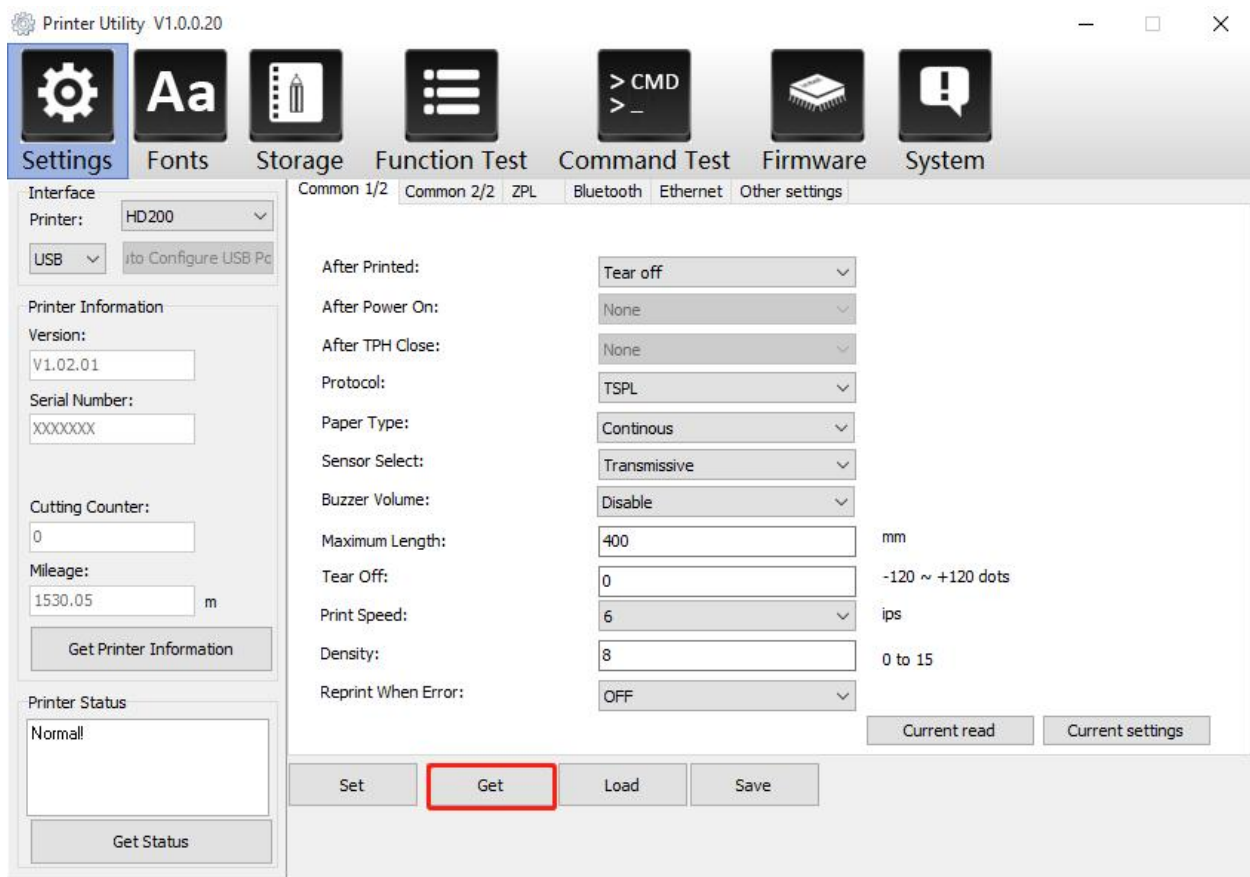 Printer Utility V1.0.0.20
Aa
> CMD
> _
Settings
Fonts
Storage
Function Test
Command Test
Firmware
System
Interface
Printer:
HD200
USB
ito Configure USB Pc
Printer Information
Version:
V1.02.01
Serial Number:
XXXXXXX
Cutting Counter:
0
Mileage:
1530.05 m
Get Printer Information
Printer Status
Normal!
Get Status
Common 1/2 Common 2/2 ZPL Bluetooth Ethernet Other settings
After Printed: Tear off
After Power On: None
After TPH Close: None
Protocol: TSPL
Paper Type: Continous
Sensor Select: Transmissive
Buzzer Volume: Disable
Maximum Length: 400 mm
Tear Off: 0 -120 ~ +120 dots
Print Speed: 6 ips
Density: 8 0 to 15
Reprint When Error: OFF
Current read Current settings
Set Get Load Save